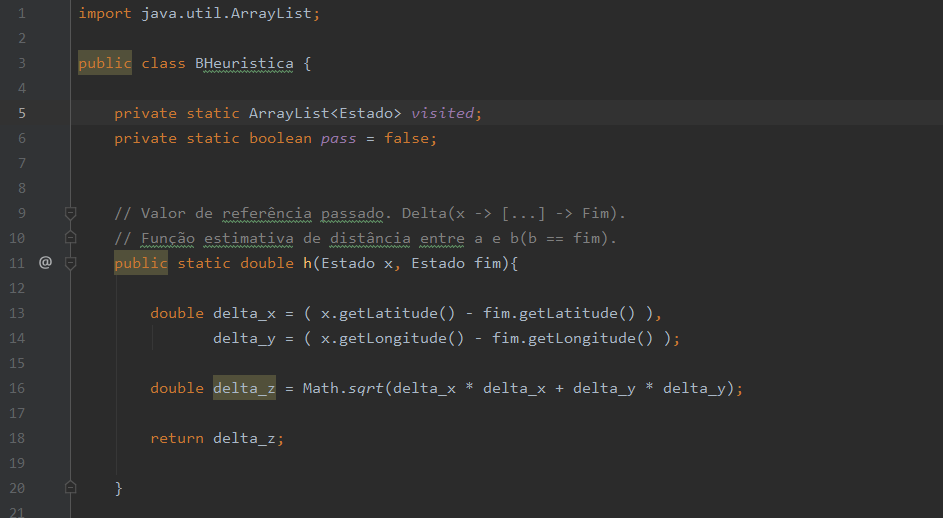 1 import java.util.ArrayList;
2
3 public class BHeuristica {
4
5 private static ArrayList<Estado> visited;
6 private static boolean pass = false;
7
8
9 // Valor de referência passado. Delta(x -> [...] -> Fim).
10 // Função estimativa de distância entre a e b(b == fim).
11 @ public static double h(Estado x, Estado fim){
12
13 double delta_x = ( x.getLatitude() - fim.getLatitude() ),
14 delta_y = ( x.getLongitude() - fim.getLongitude() );
15
16 double delta_z = Math.sqrt(delta_x * delta_x + delta_y * delta_y);
17
18 return delta_z;
19
20 }
21